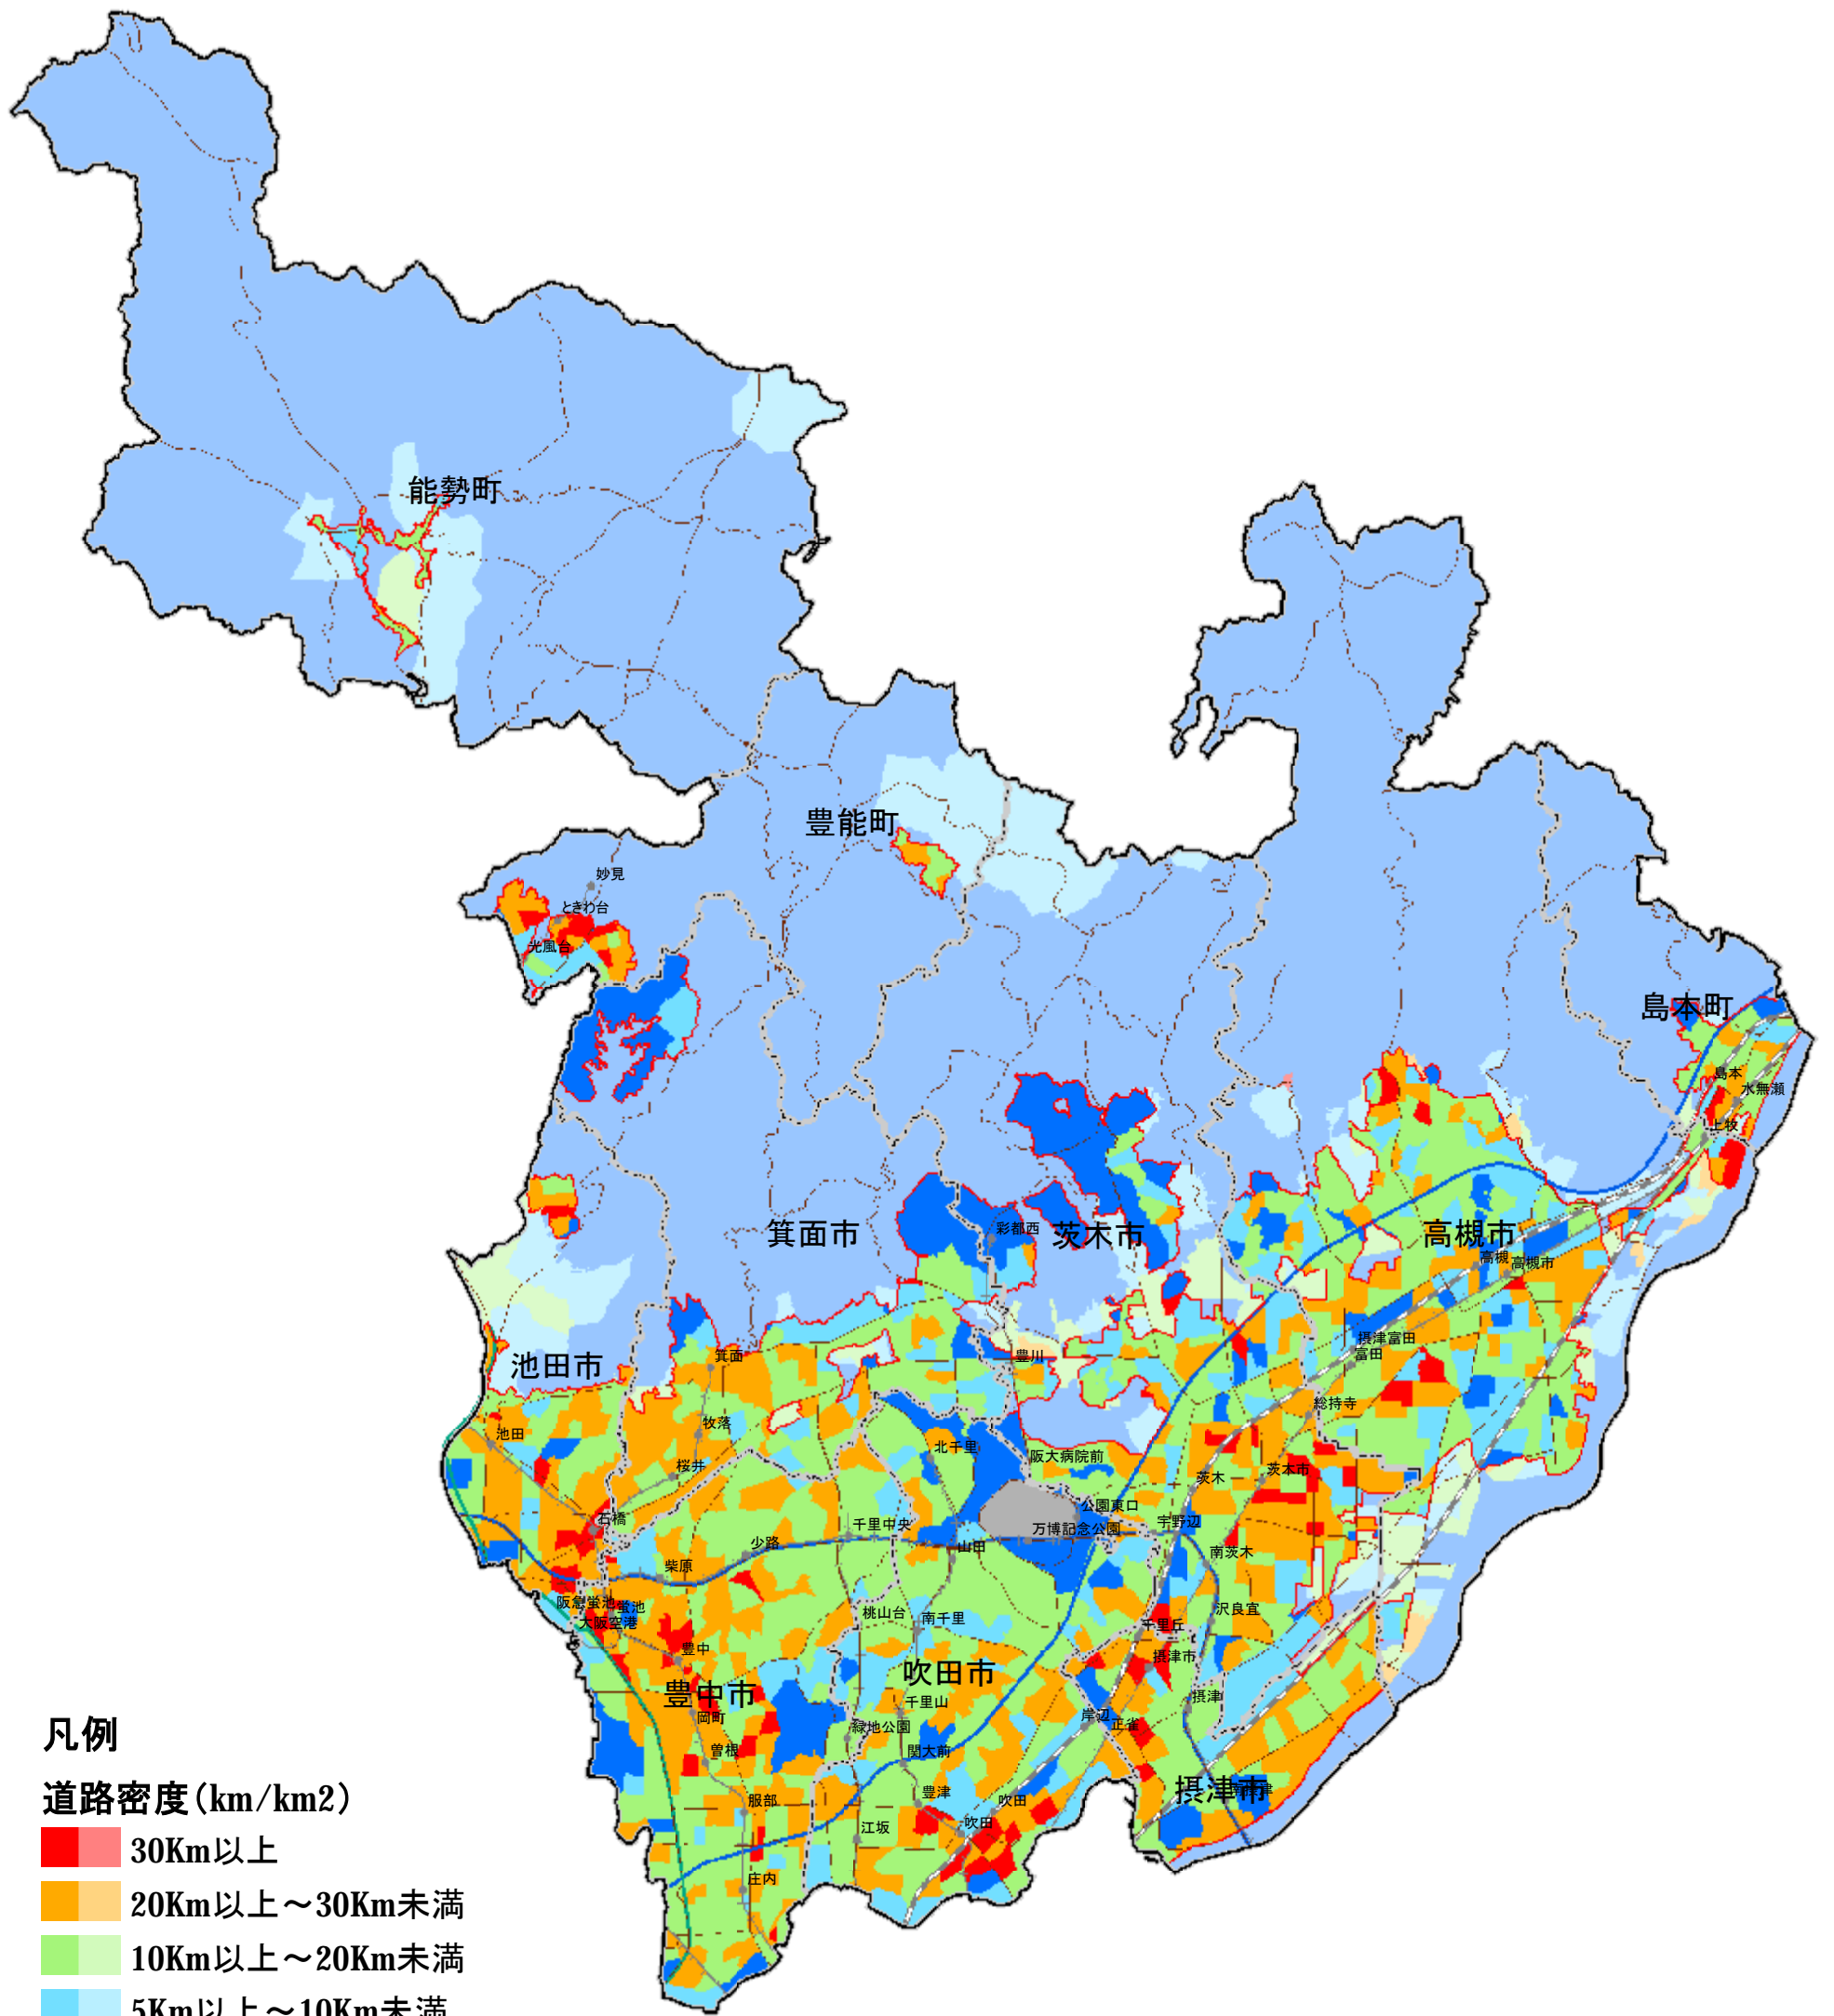 能勢町
豊能町
妙見
ときわ台
光風台
島本町
島本
水無瀬
上牧
箕面市
彩都西
茨木市
高槻市
高槻
高槻市
摂津富田
富田
豊川
総持寺
池田市
箕面
牧落
池田
桜井
北千里
阪大病院前
茨木
茨木市
石橋
公園東口
千里中央
万博記念公園
宇野辺
少路
山田
柴原
南茨木
阪急蛍池
蛍池
大阪空港
桃山台
南千里
沢良宜
千里丘
豊中
摂津市
吹田市
豊中市
千里山
摂津
岡町
緑地公園
岸辺
正雀
曽根
関大前
摂津市
南摂津
豊津
服部
吹田
江坂
吹田
庄内
凡例
道路密度(km/km2)
30Km以上
20Km以上～30Km未満
10Km以上～20Km未満
5Km以上～10Km未満